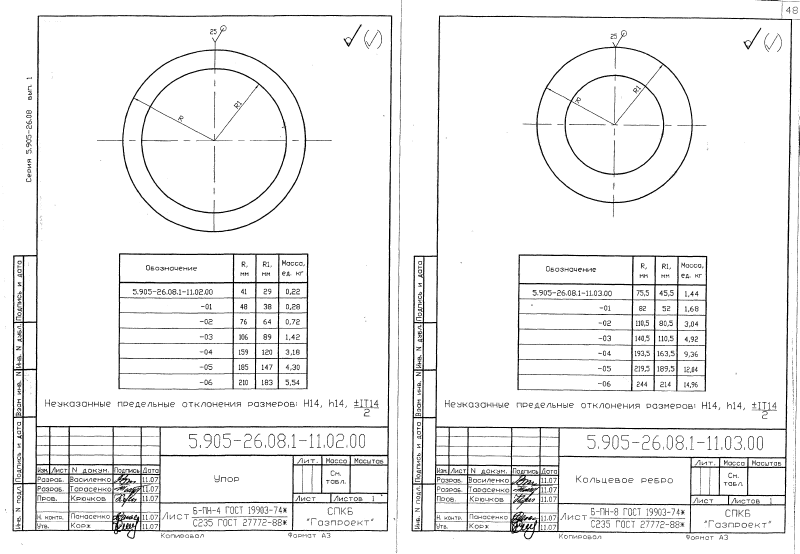 48
Серия 5.905-26.08 вып. 1
25
R
R1
Обозначение | R, мм | R1, мм | Масса, ед. кг
5.905-26.08.1-11.02.00 | 41 | 29 | 0,22
-01 | 48 | 38 | 0,28
-02 | 76 | 64 | 0,72
-03 | 106 | 89 | 1,42
-04 | 159 | 120 | 3,18
-05 | 185 | 147 | 4,30
-06 | 210 | 183 | 5,54
Неуказанные предельные отклонения размеров: H14, h14, ±IT14/2
Подпись и дата
Инв. N дубл.
Взам инв. N
Подпись и дата
Инв. N подл.
5.905-26.08.1-11.02.00
Лит. Масса Масштаб
Изм. Лист N докум. Подпись Дата
Разраб. Василенко 11.07
Разраб. Тарасенко 11.07
Пров. Крючков 11.07
Н. контр. Панасенко 11.07
Утв. Корж 11.07
Упор
См. табл.
Лист Листов 1
Лист Б-ПН-4 ГОСТ 19903-74*
С235 ГОСТ 27772-88*
СПКБ
"Газпроект"
Копировал Формат А3
25
R
R1
Обозначение | R, мм | R1, мм | Масса, ед. кг
5.905-26.08.1-11.03.00 | 75,5 | 45,5 | 1,44
-01 | 82 | 52 | 1,68
-02 | 110,5 | 80,5 | 3,04
-03 | 140,5 | 110,5 | 4,92
-04 | 193,5 | 163,5 | 9,36
-05 | 219,5 | 189,5 | 12,04
-06 | 244 | 214 | 14,96
Неуказанные предельные отклонения размеров: H14, h14, ±IT14/2
Подпись и дата
Инв. N дубл.
Взам инв. N
Подпись и дата
Инв. N подл.
5.905-26.08.1-11.03.00
Лит. Масса Масштаб
Изм. Лист N докум. Подпись Дата
Разраб. Василенко 11.07
Разраб. Тарасенко 11.07
Пров. Крючков 11.07
Н. контр. Панасенко 11.07
Утв. Корж 11.07
Кольцевое ребро
См. табл.
Лист Листов 1
Лист Б-ПН-8 ГОСТ 19903-74*
С235 ГОСТ 27772-88*
СПКБ
"Газпроект"
Копировал Формат А3